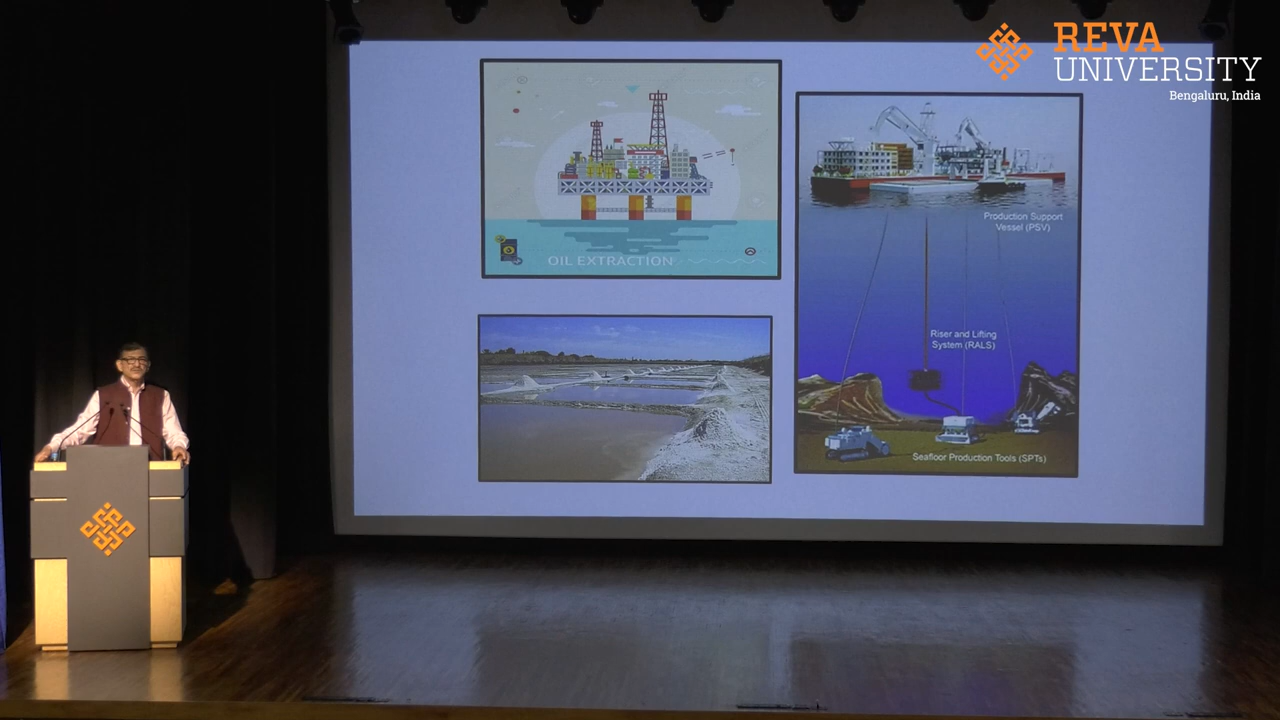 REVA
UNIVERSITY
Bengaluru, India
OIL EXTRACTION
Production Support
Vessel (PSV)
Riser and Lifting
System (RALS)
Seafloor Production Tools (SPTs)